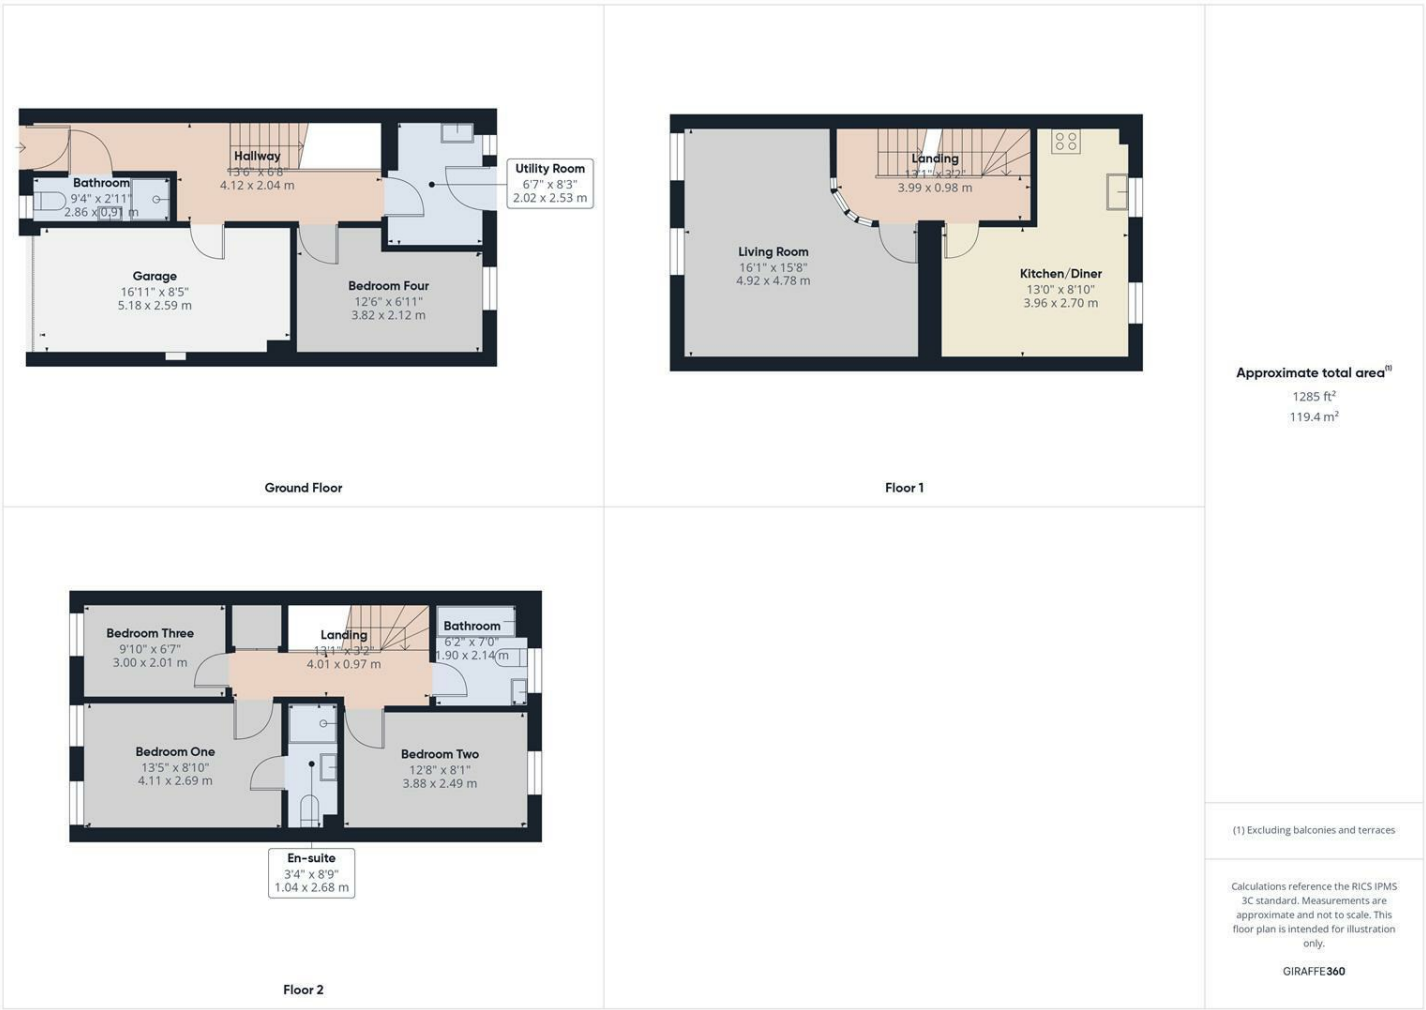 Hallway
13'6" x 6'8"
4.12 x 2.04 m
Bathroom
9'4" x 2'11"
2.86 x 0.91 m
Utility Room
6'7" x 8'3"
2.02 x 2.53 m
Garage
16'11" x 8'5"
5.18 x 2.59 m
Bedroom Four
12'6" x 6'11"
3.82 x 2.12 m
Ground Floor
Landing
13'1" x 3'2"
3.99 x 0.98 m
Living Room
16'1" x 15'8"
4.92 x 4.78 m
Kitchen/Diner
13'0" x 8'10"
3.96 x 2.70 m
Floor 1
Bedroom Three
9'10" x 6'7"
3.00 x 2.01 m
Landing
13'1" x 3'2"
4.01 x 0.97 m
Bathroom
6'2" x 7'0"
1.90 x 2.14 m
Bedroom One
13'5" x 8'10"
4.11 x 2.69 m
Bedroom Two
12'8" x 8'1"
3.88 x 2.49 m
En-suite
3'4" x 8'9"
1.04 x 2.68 m
Floor 2
Approximate total area(1)
1285 ft²
119.4 m²
(1) Excluding balconies and terraces
Calculations reference the RICS IPMS
3C standard. Measurements are
approximate and not to scale. This
floor plan is intended for illustration
only.
GIRAFFE360